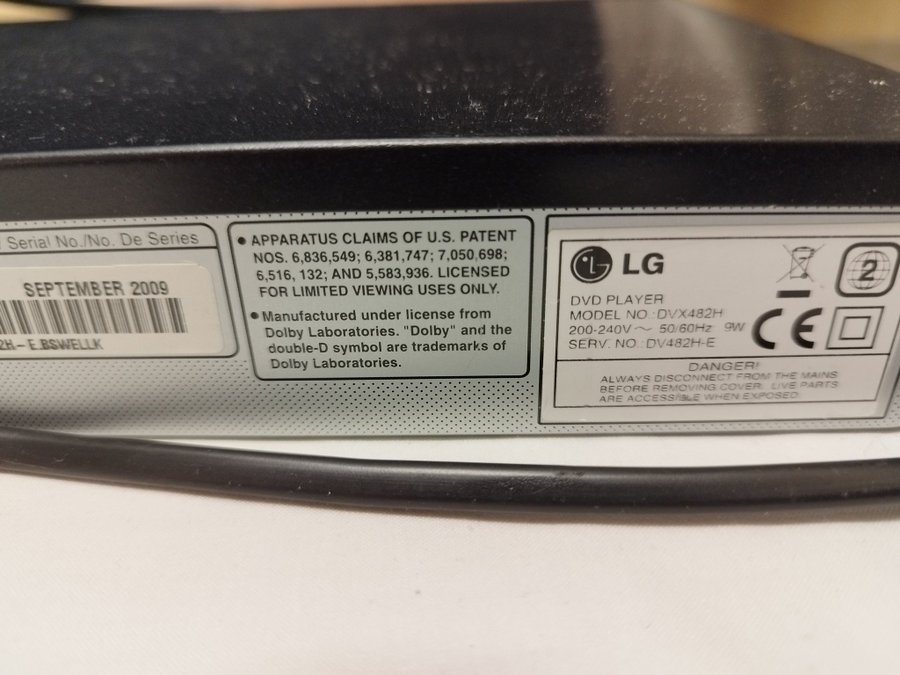 Serial No./No. De Series
SEPTEMBER 2009
2H-E.BSWELLK
• APPARATUS CLAIMS OF U.S. PATENT
NOS. 6,836,549; 6,381,747; 7,050,698;
6,516, 132; AND 5,583,936. LICENSED
FOR LIMITED VIEWING USES ONLY.
• Manufactured under license from
Dolby Laboratories. "Dolby" and the
double-D symbol are trademarks of
Dolby Laboratories.
LG
DVD PLAYER
MODEL NO.: DVX482H
200-240V ~ 50/60Hz 9W
SERV. NO.: DV482H-E
2
CE
DANGER!
ALWAYS DISCONNECT FROM THE MAINS
BEFORE REMOVING COVER. LIVE PARTS
ARE ACCESSIBLE WHEN EXPOSED.